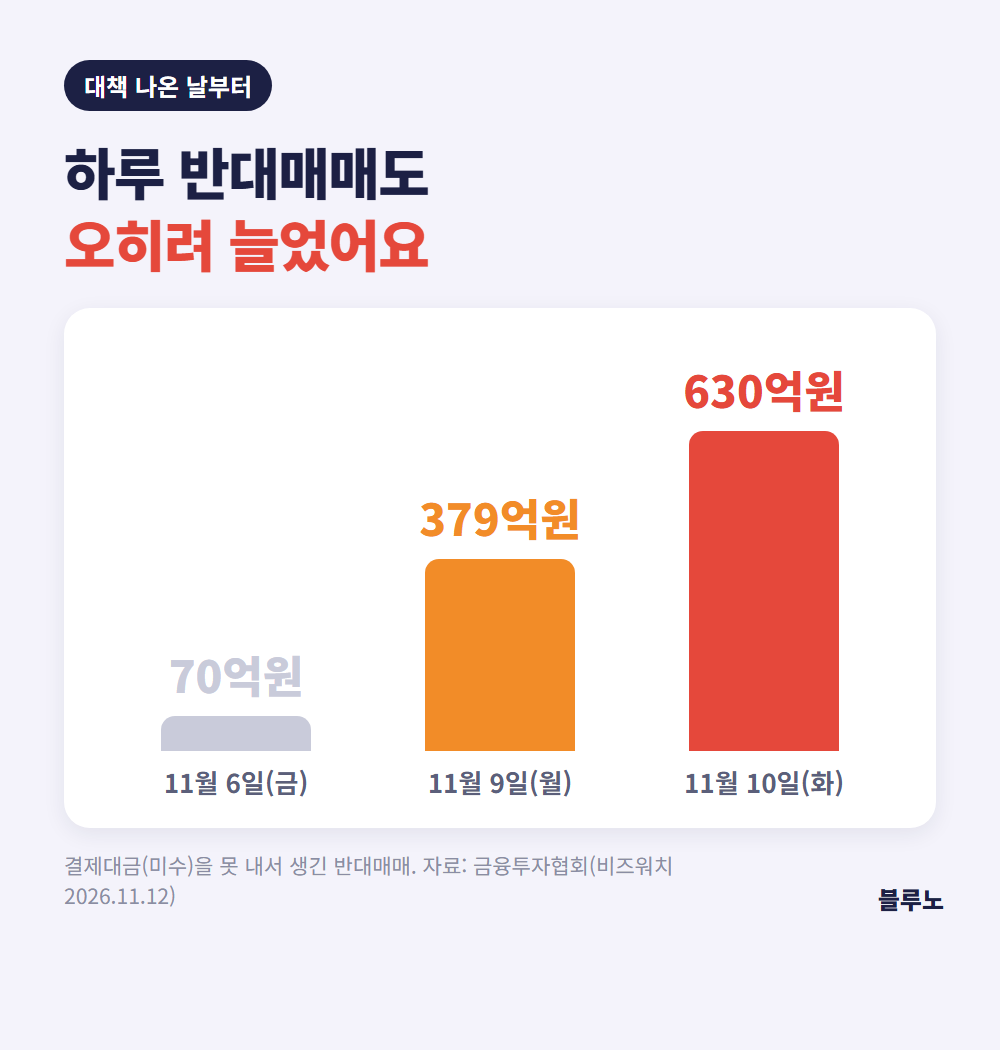 대책 나온 날부터
하루 반대매매도
오히려 늘었어요
630억원
379억원
70억원
11월 6일(금)
11월 9일(월)
11월 10일(화)
결제대금(미수)을 못 내서 생긴 반대매매. 자료: 금융투자협회(비즈워치
2026.11.12)
블루노